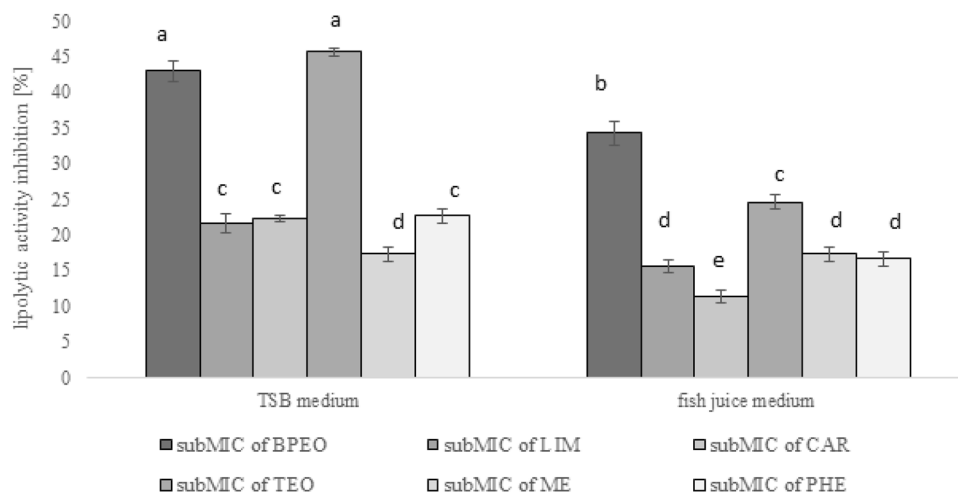 lipolytic activity inhibition [%]
50
45
40
35
30
25
20
15
10
5
0
a
c
c
a
d
c
b
d
e
c
d
d
TSB medium
fish juice medium
subMIC of BPEO
subMIC of LIM
subMIC of CAR
subMIC of TEO
subMIC of ME
subMIC of PHE